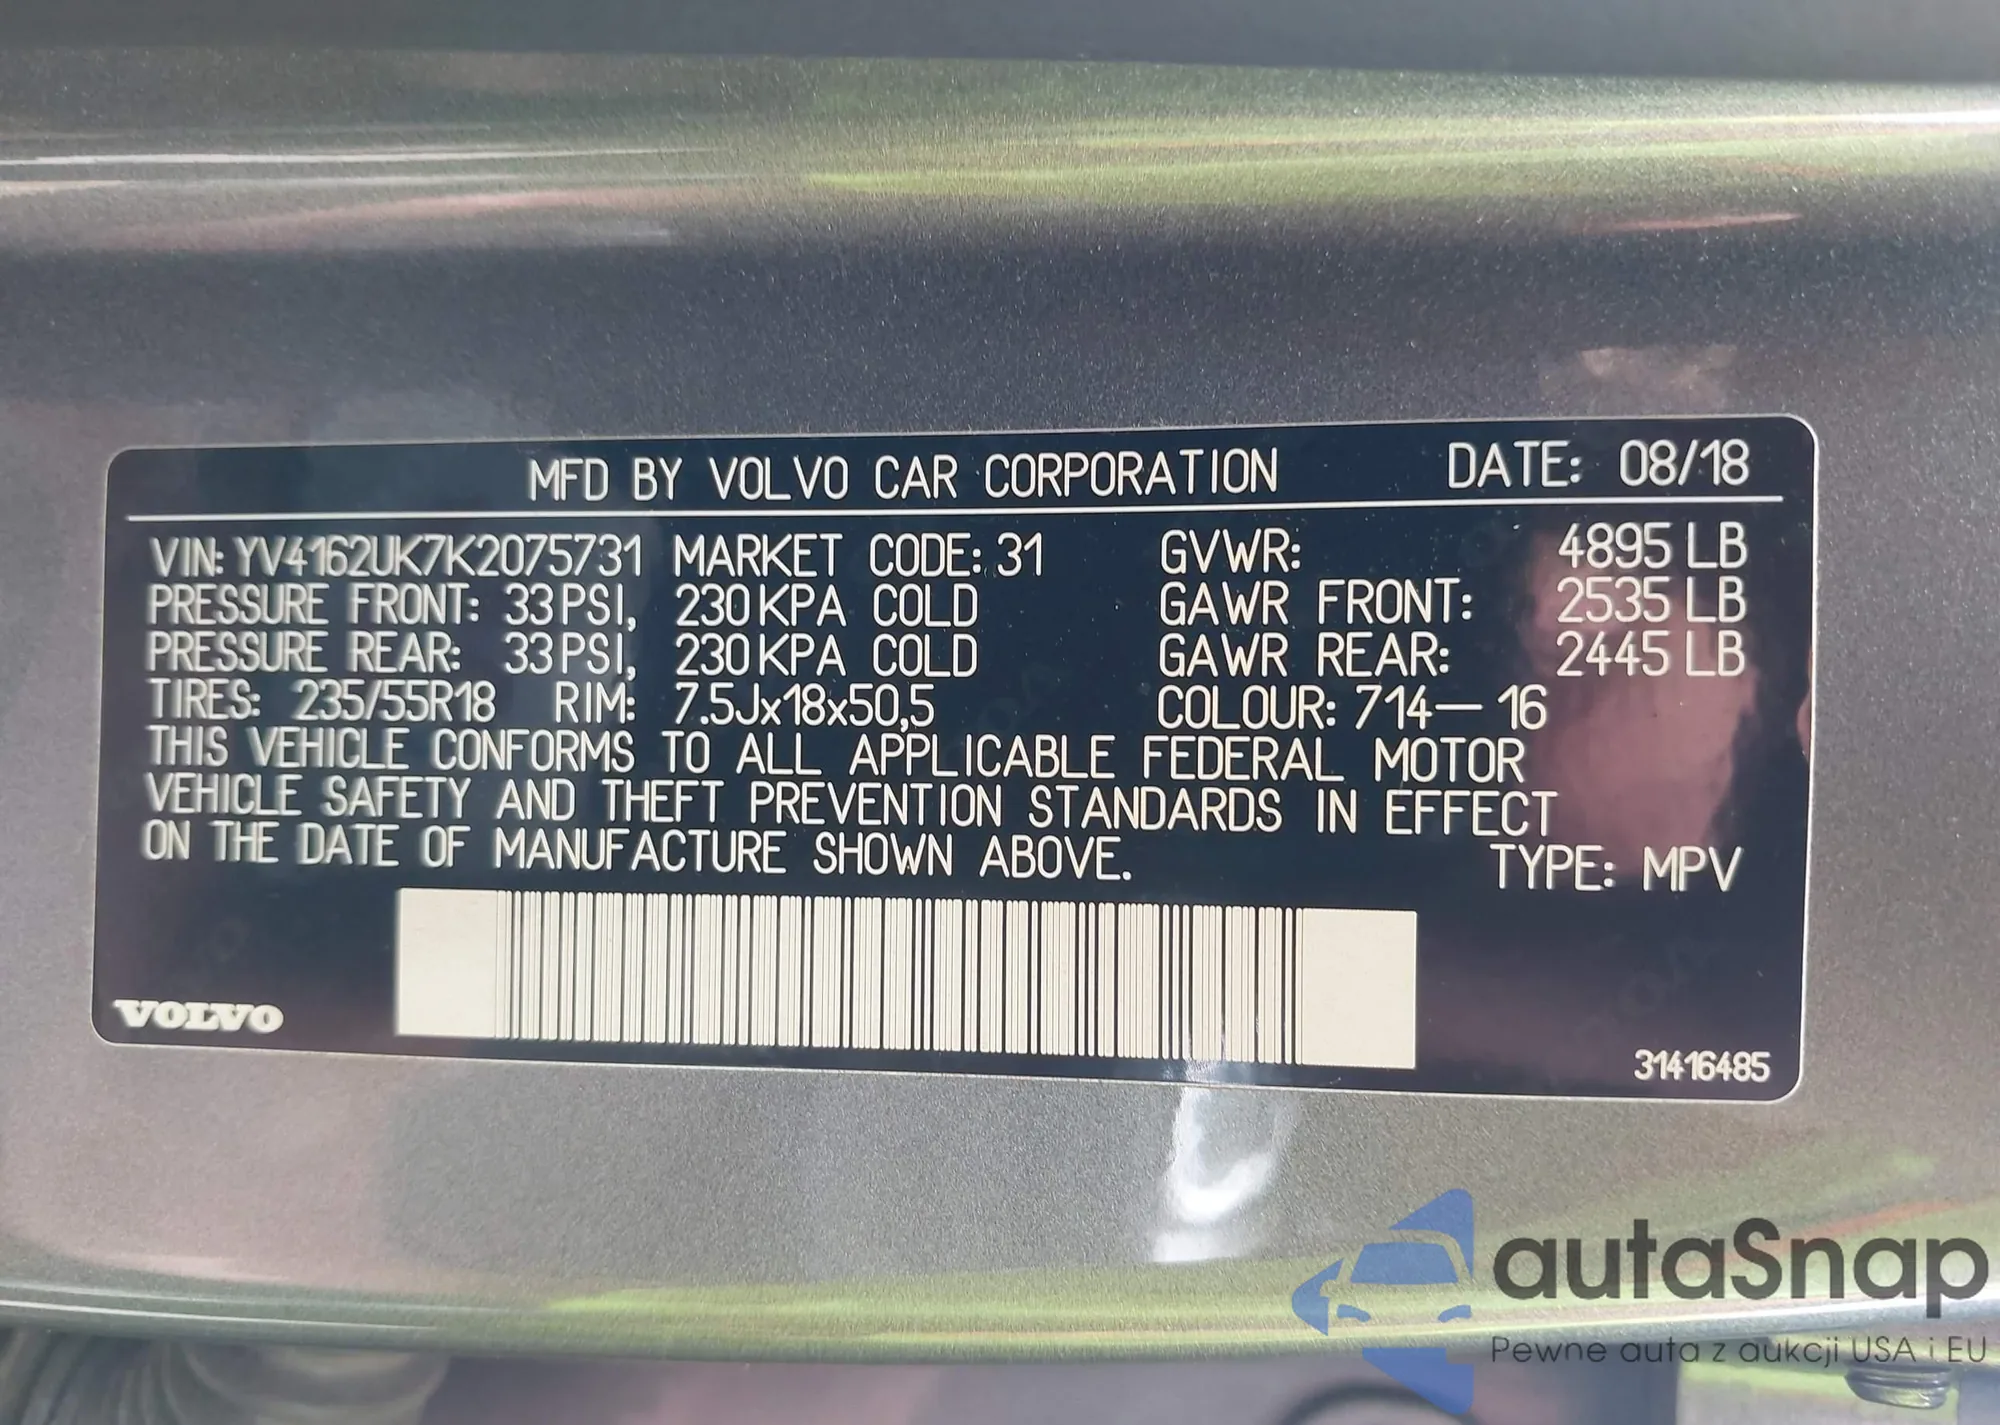 MFD BY VOLVO CAR CORPORATION DATE: 08/18
VIN: YV4162UK7K2075731 MARKET CODE: 31 GVWR: 4895 LB
PRESSURE FRONT: 33 PSI, 230 KPA COLD GAWR FRONT: 2535 LB
PRESSURE REAR: 33 PSI, 230 KPA COLD GAWR REAR: 2445 LB
TIRES: 235/55R18 RIM: 7.5Jx18x50,5 COLOUR: 714-16
THIS VEHICLE CONFORMS TO ALL APPLICABLE FEDERAL MOTOR
VEHICLE SAFETY AND THEFT PREVENTION STANDARDS IN EFFECT
ON THE DATE OF MANUFACTURE SHOWN ABOVE. TYPE: MPV
VOLVO
31416485
autaSnap
Pewne auta z aukcji USA i EU